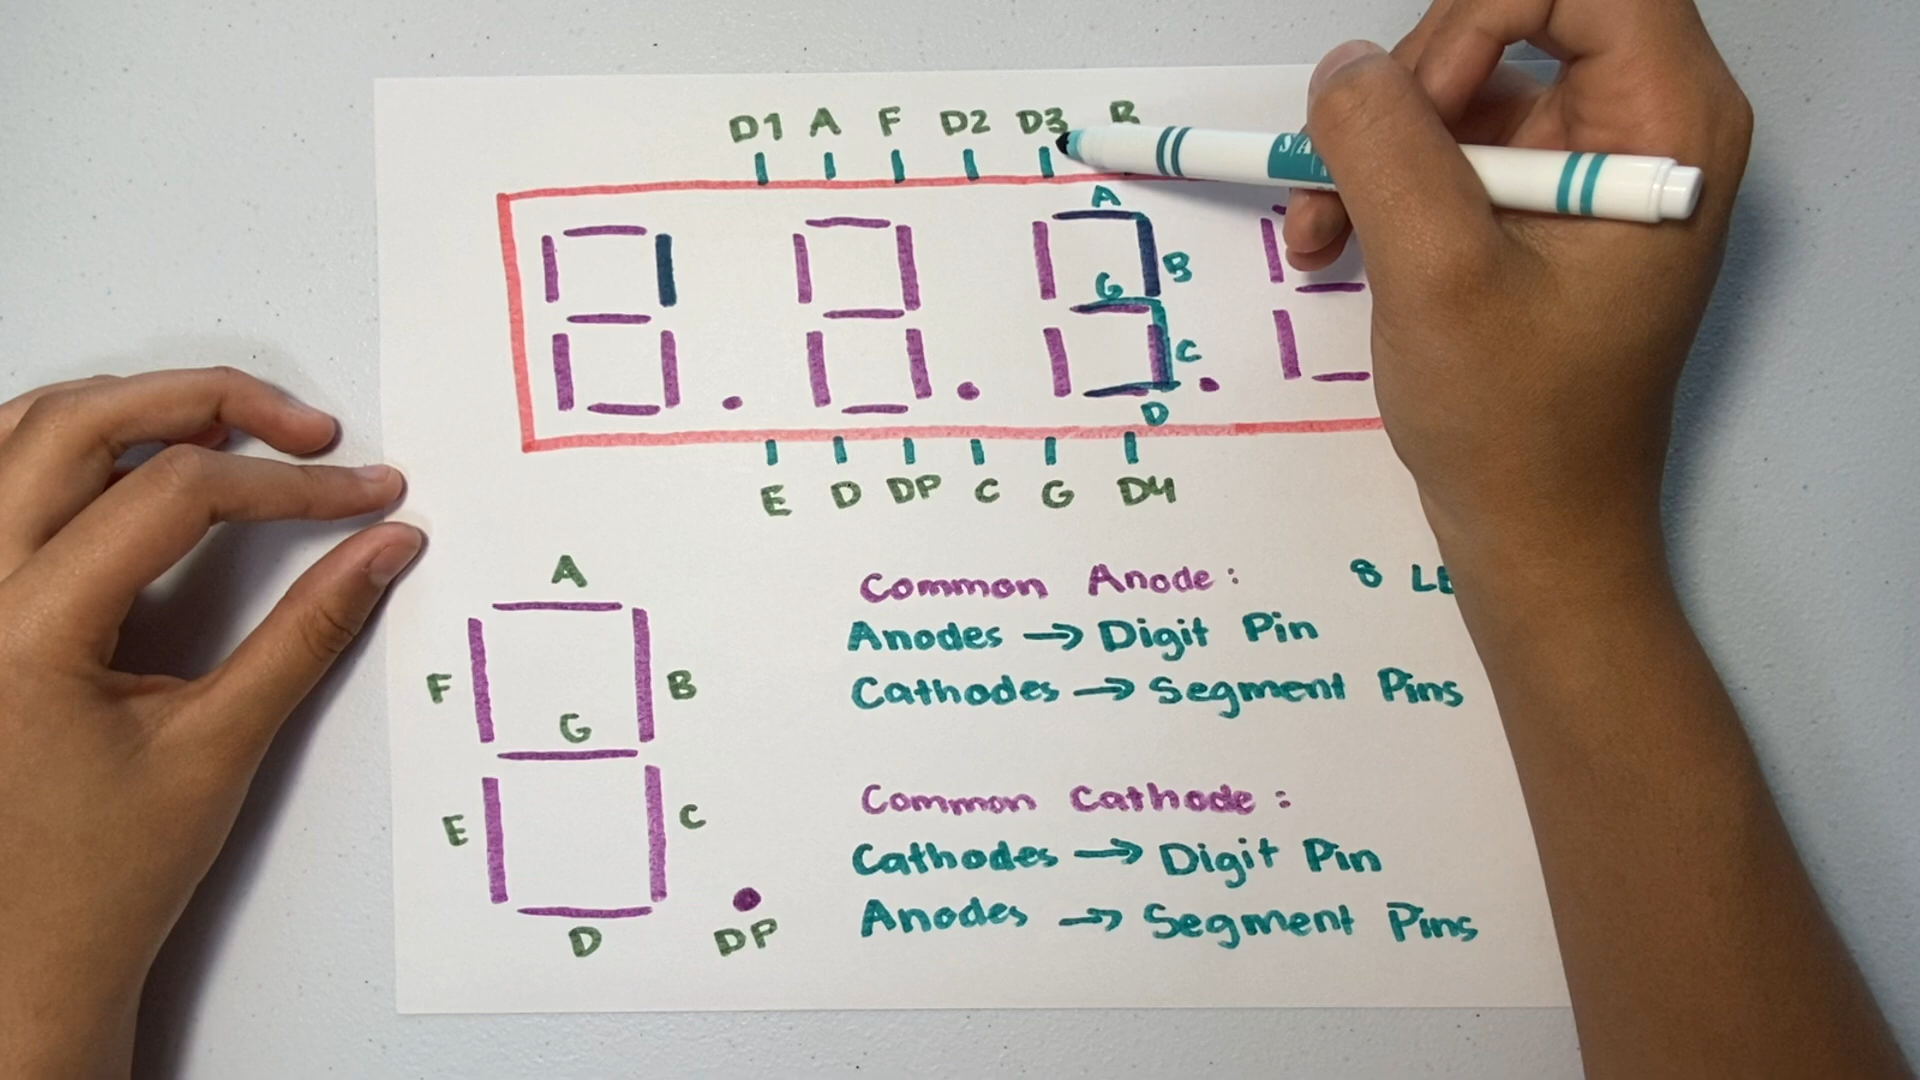 D1 A F D2 D3 B
A
B
G
C
D
E D DP C G D4
A
F B
G
E C
D DP
Common Anode: 8
Anodes → Digit Pin
Cathodes → Segment Pins
Common Cathode:
Cathodes → Digit Pin
Anodes → Segment Pins